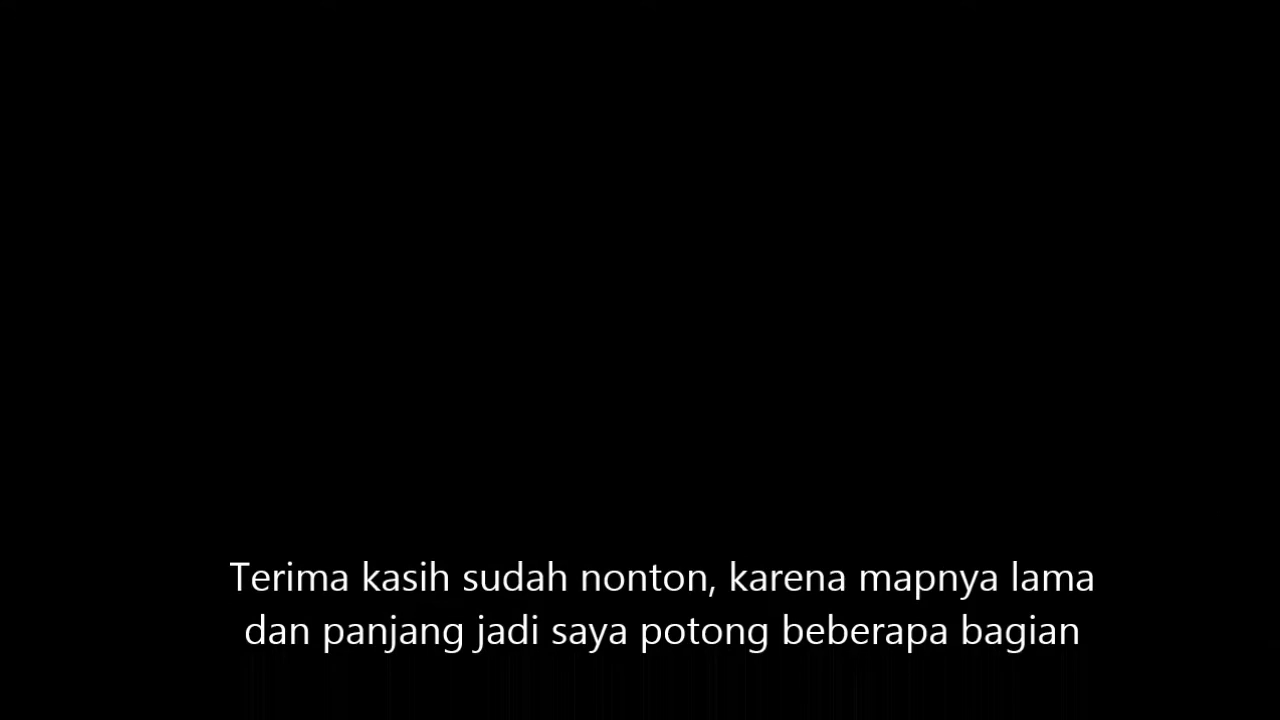 Terima kasih sudah nonton, karena mapnya lama
dan panjang jadi saya potong beberapa bagian